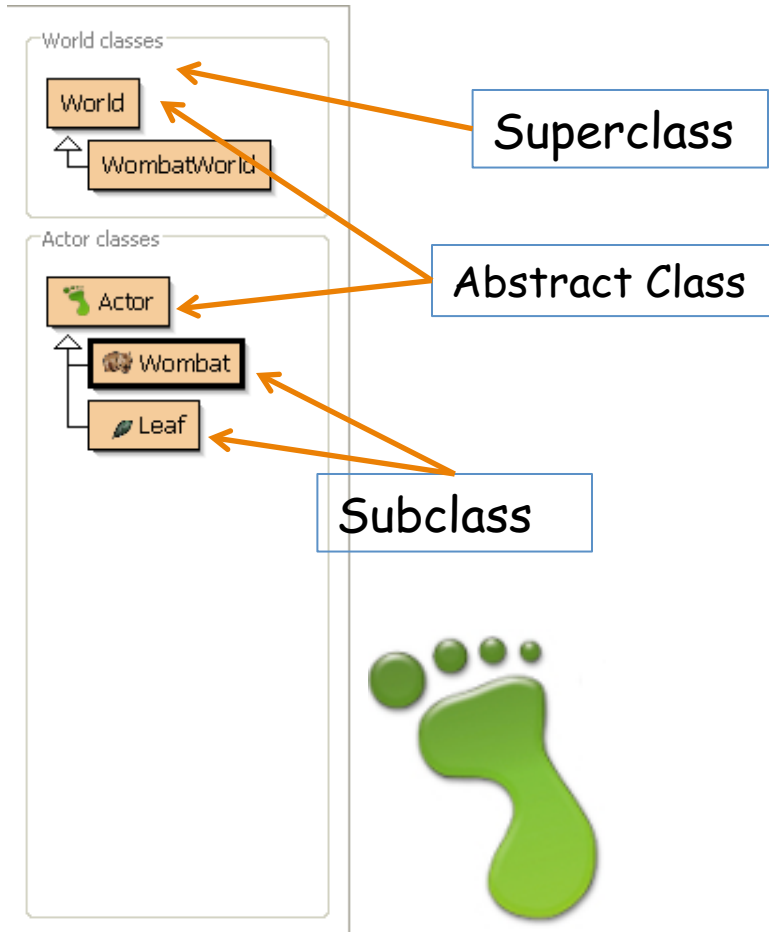 World classes
World
WombatWorld
Superclass
Actor classes
Abstract Class
Actor
Wombat
Leaf
Subclass